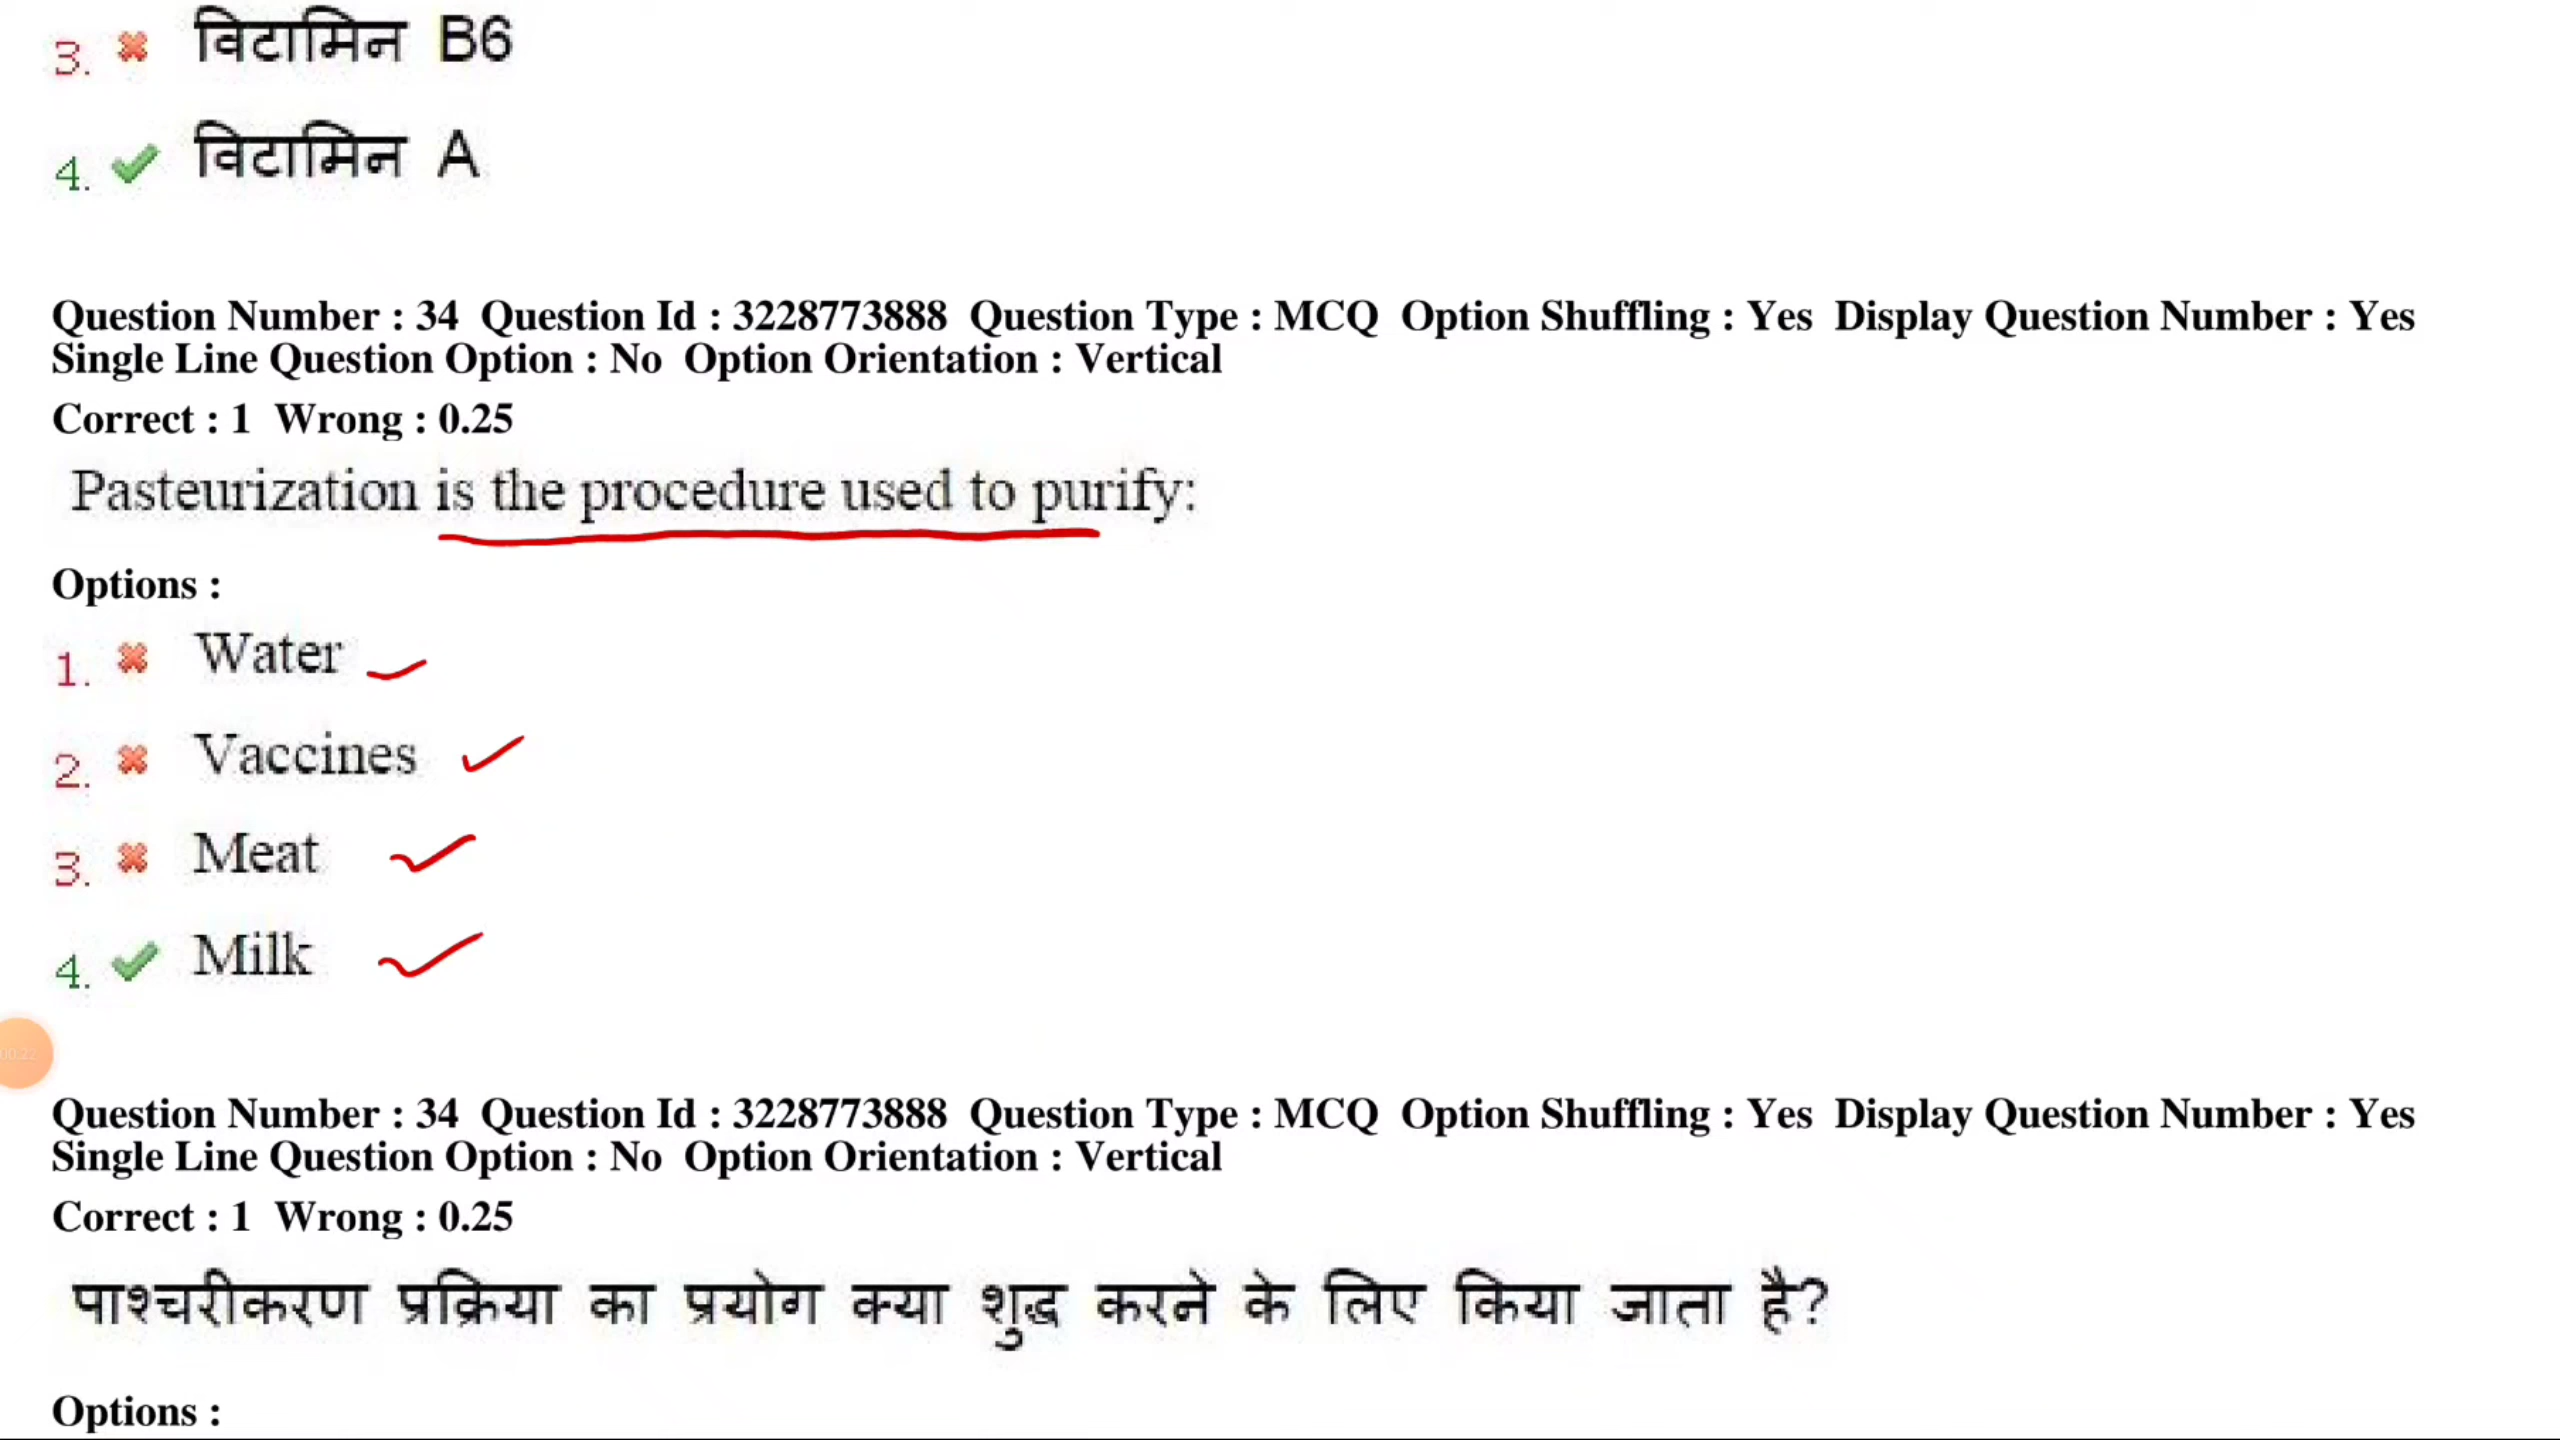 3. विटामिन B6
4. विटामिन A
Question Number : 34 Question Id : 3228773888 Question Type : MCQ Option Shuffling : Yes Display Question Number : Yes
Single Line Question Option : No Option Orientation : Vertical
Correct : 1 Wrong : 0.25
Pasteurization is the procedure used to purify:
Options :
1. Water
2. Vaccines
3. Meat
4. Milk
00:22
Question Number : 34 Question Id : 3228773888 Question Type : MCQ Option Shuffling : Yes Display Question Number : Yes
Single Line Question Option : No Option Orientation : Vertical
Correct : 1 Wrong : 0.25
पाश्चरीकरण प्रक्रिया का प्रयोग क्या शुद्ध करने के लिए किया जाता है?
Options :